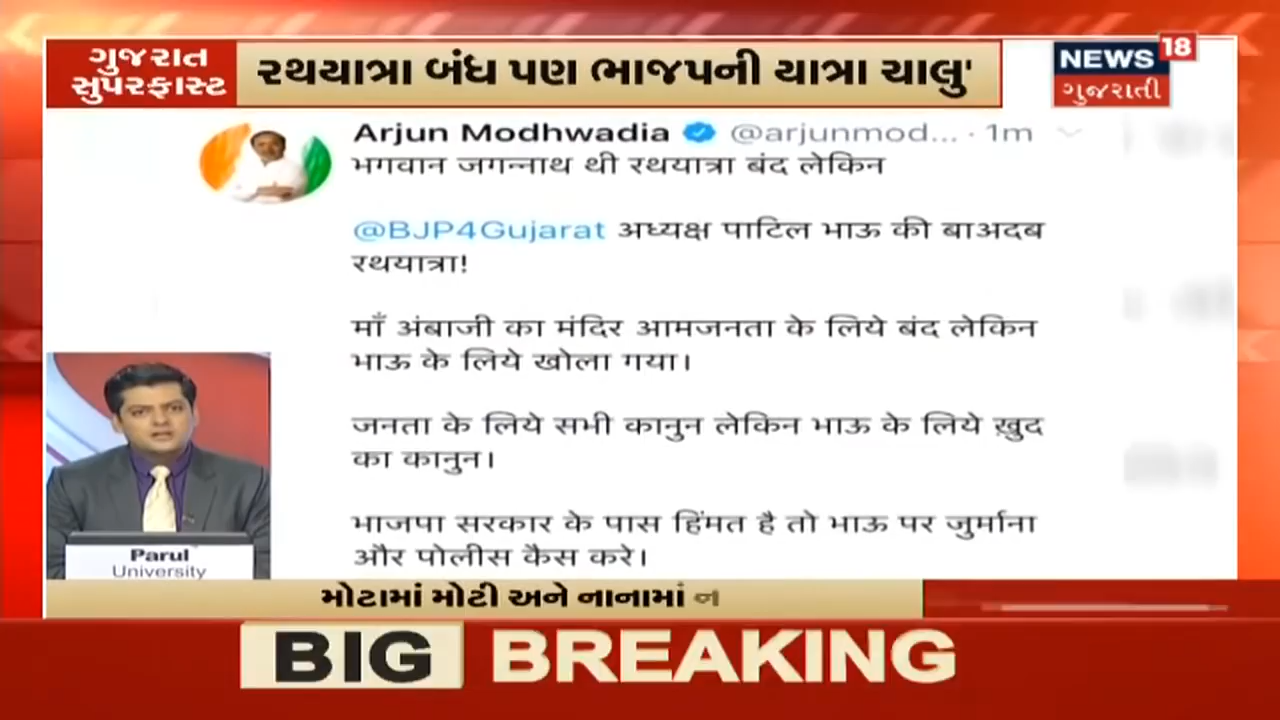 ગુજરાત
સુપરફાસ્ટ
રથયાત્રા બંધ પણ ભાજપની યાત્રા ચાલુ'
NEWS 18
ગુજરાતી
Arjun Modhwadia @arjunmod... · 1m
भगवान जगन्नाथ थी रथयात्रा बंद लेकिन
@BJP4Gujarat अध्यक्ष पाटिल भाऊ की बाअदब
रथयात्रा!
माँ अंबाजी का मंदिर आमजनता के लिये बंद लेकिन
भाऊ के लिये खोला गया।
जनता के लिये सभी कानुन लेकिन भाऊ के लिये ख़ुद
का कानुन।
भाजपा सरकार के पास हिंमत है तो भाऊ पर जुर्माना
और पोलीस कैस करे।
Parul
University
મોટામાં મોટી અને નાનામાં ન
BIG BREAKING